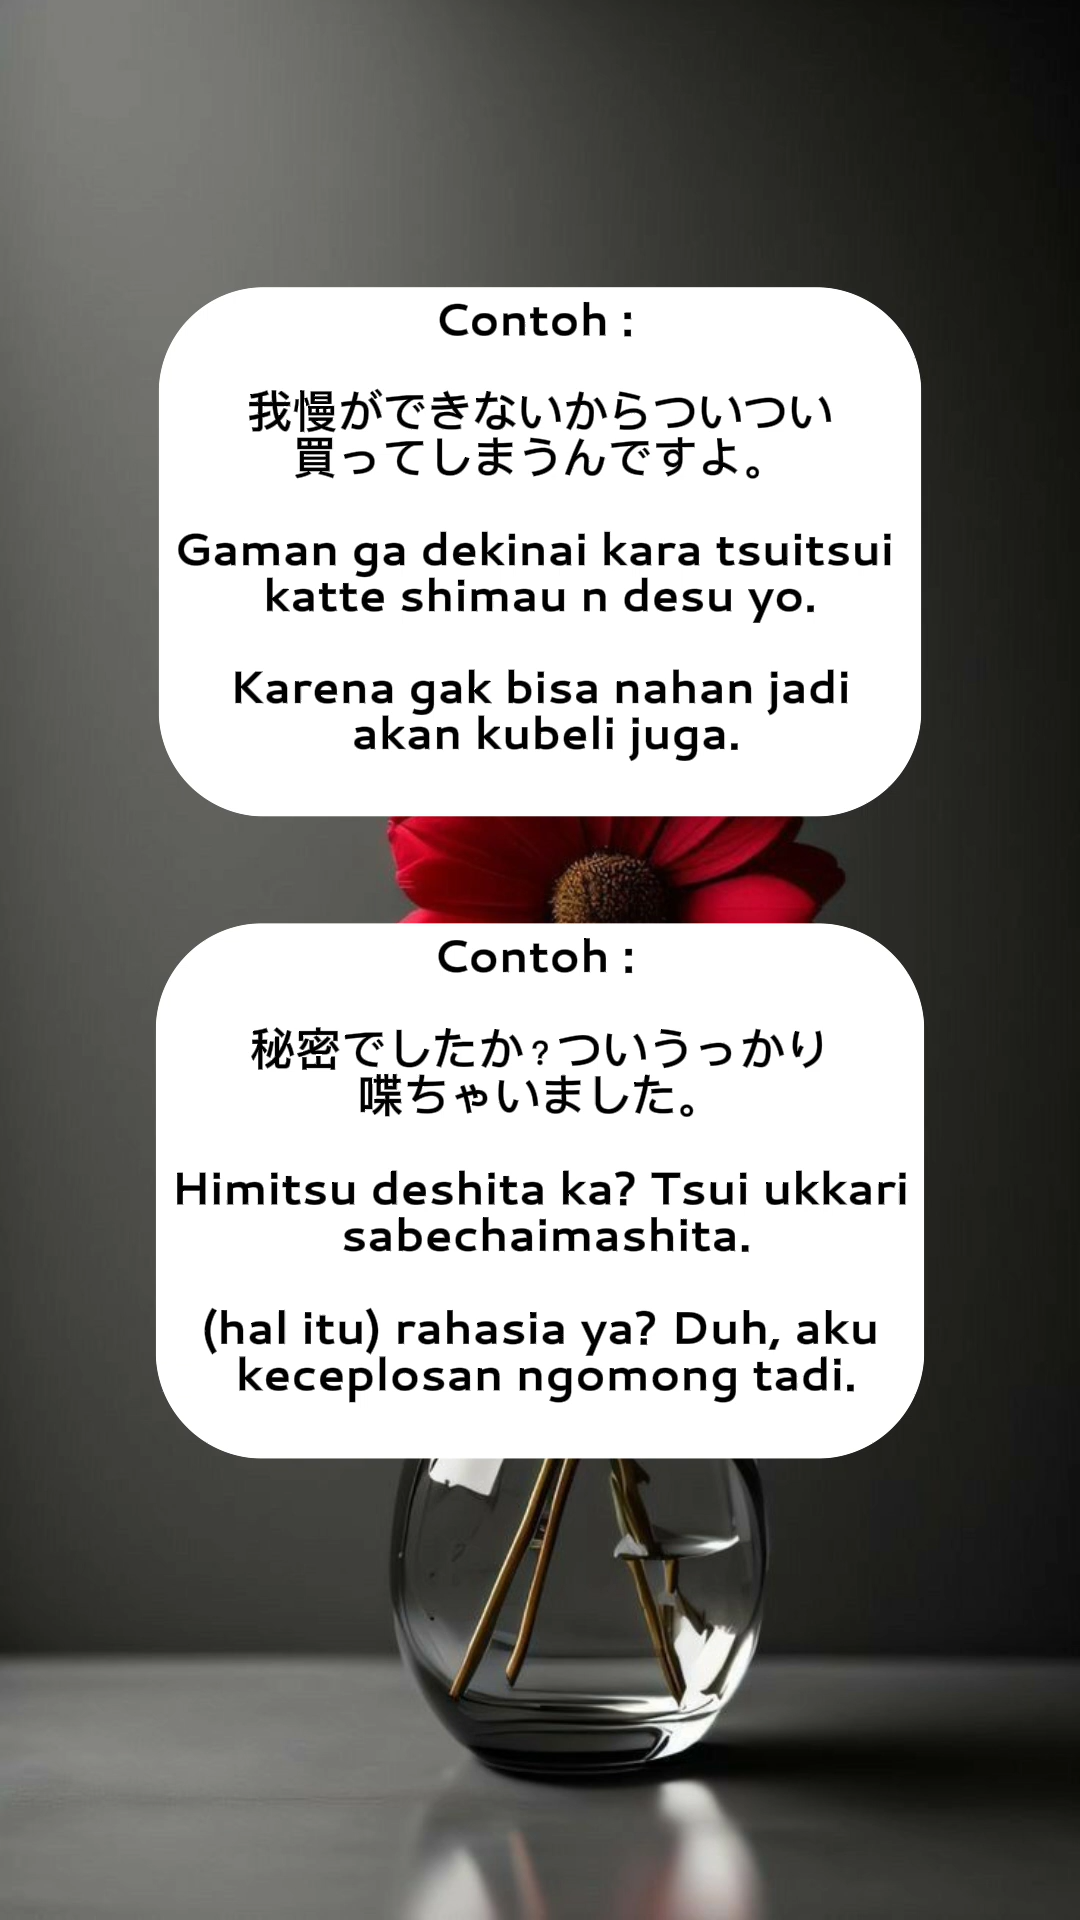 Contoh :
我慢ができないからついつい
買ってしまうんですよ。
Gaman ga dekinai kara tsuitsui
katte shimau n desu yo.
Karena gak bisa nahan jadi
akan kubeli juga.
Contoh :
秘密でしたか？ついうっかり
喋ちゃいました。
Himitsu deshita ka? Tsui ukkari
sabechaimashita.
(hal itu) rahasia ya? Duh, aku
keceplosan ngomong tadi.